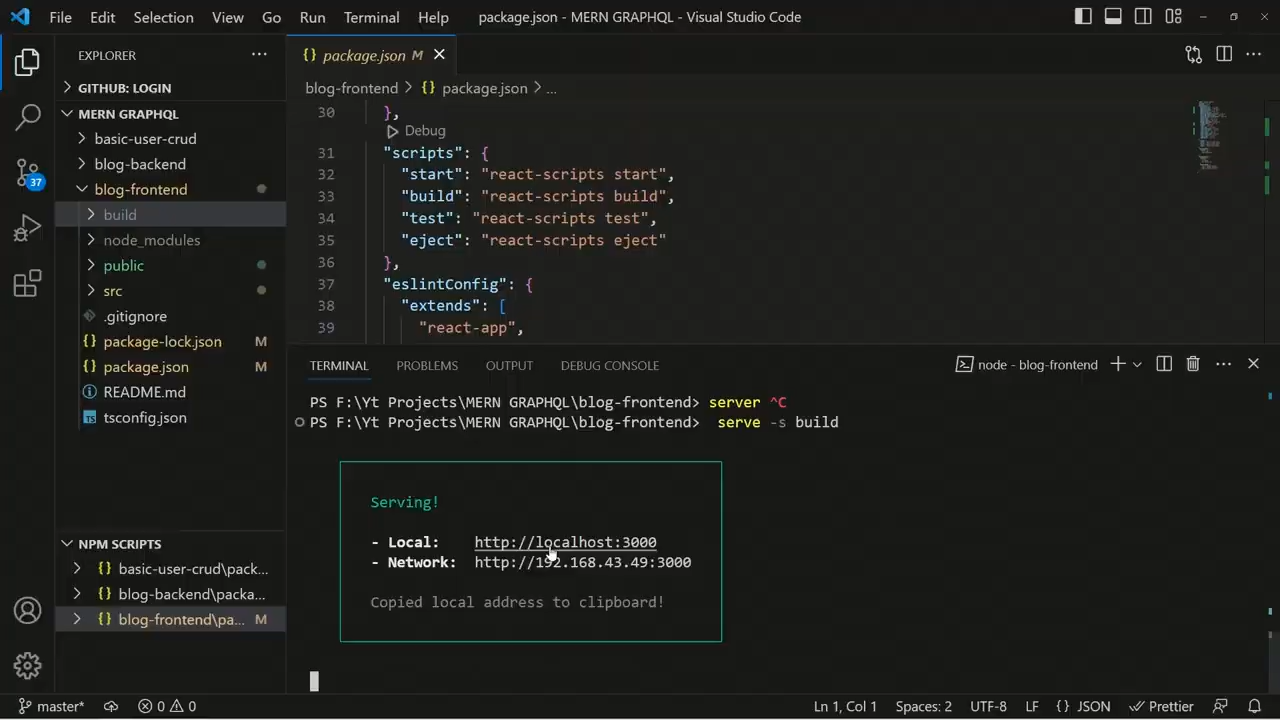 File Edit Selection View Go Run Terminal Help package.json - MERN GRAPHQL - Visual Studio Code
EXPLORER
GITHUB: LOGIN
MERN GRAPHQL
basic-user-crud
blog-backend
blog-frontend
build
node_modules
public
src
.gitignore
package-lock.json M
package.json M
README.md
tsconfig.json
37
NPM SCRIPTS
basic-user-crud\pack...
blog-backend\packa...
blog-frontend\pa... M
{} package.json M
blog-frontend > {} package.json > ...
30 },
Debug
31 "scripts": {
32 "start": "react-scripts start",
33 "build": "react-scripts build",
34 "test": "react-scripts test",
35 "eject": "react-scripts eject"
36 },
37 "eslintConfig": {
38 "extends": [
39 "react-app",
TERMINAL PROBLEMS OUTPUT DEBUG CONSOLE node - blog-frontend
PS F:\Yt Projects\MERN GRAPHQL\blog-frontend> server ^C
PS F:\Yt Projects\MERN GRAPHQL\blog-frontend> serve -s build
Serving!
- Local: http://localhost:3000
- Network: http://192.168.43.49:3000
Copied local address to clipboard!
master* 0 0 Ln 1, Col 1 Spaces: 2 UTF-8 LF {} JSON Prettier